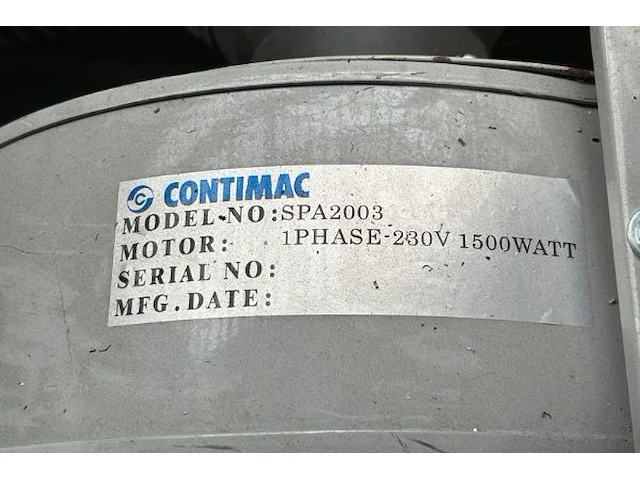 CONTIMAC
MODEL-NO: SPA2003
MOTOR: 1PHASE-230V 1500WATT
SERIAL NO:
MFG. DATE: